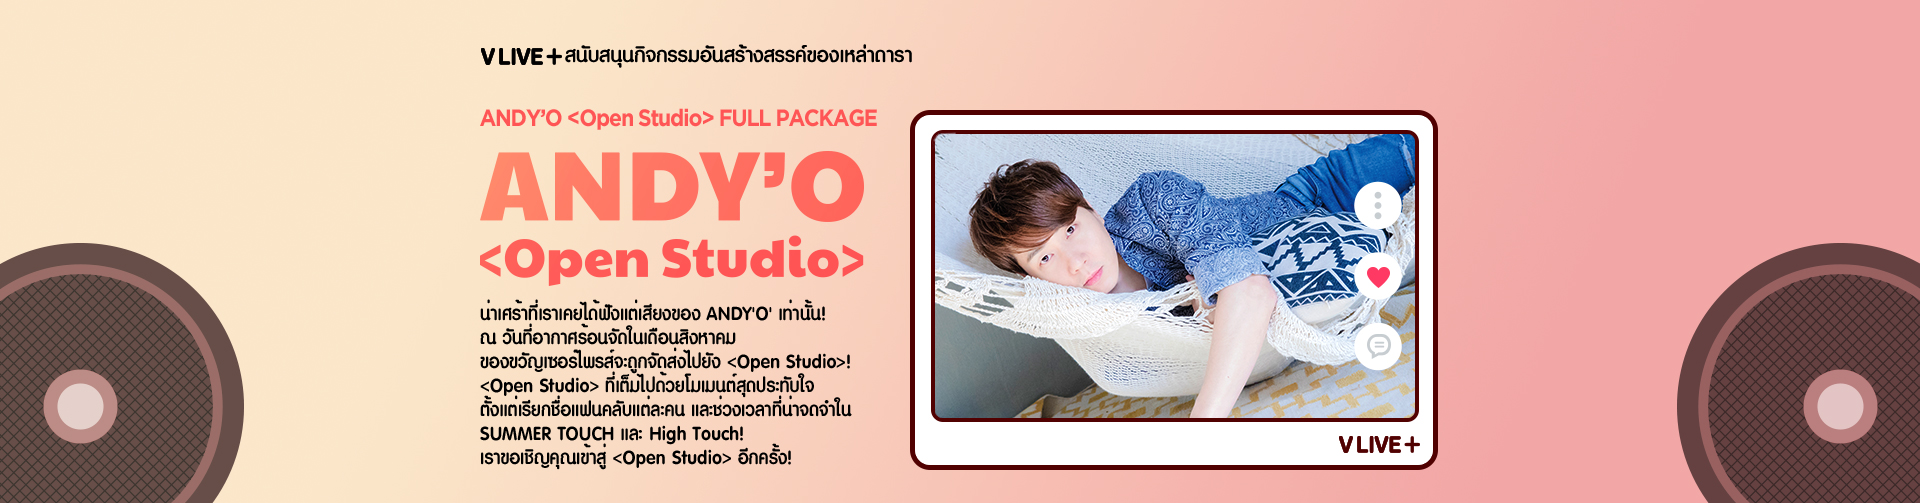 V LIVE+ สนับสนุนกิจกรรมอันสร้างสรรค์ของเหล่าดารา
ANDY’O <Open Studio> FULL PACKAGE
ANDY’O
<Open Studio>
น่าเศร้าที่เราเคยได้ฟังแต่เสียงของ ANDY'O' เท่านั้น!
ณ วันที่อากาศร้อนจัดในเดือนสิงหาคม
ของขวัญเซอร์ไพรส์จะถูกจัดส่งไปยัง <Open Studio>!
<Open Studio> ที่เต็มไปด้วยโมเมนต์สุดประทับใจ
ตั้งแต่เรียกชื่อแฟนคลับแต่ละคน และช่วงเวลาที่น่าจดจำใน
SUMMER TOUCH และ High Touch!
เราขอเชิญคุณเข้าสู่ <Open Studio> อีกครั้ง!
V LIVE+